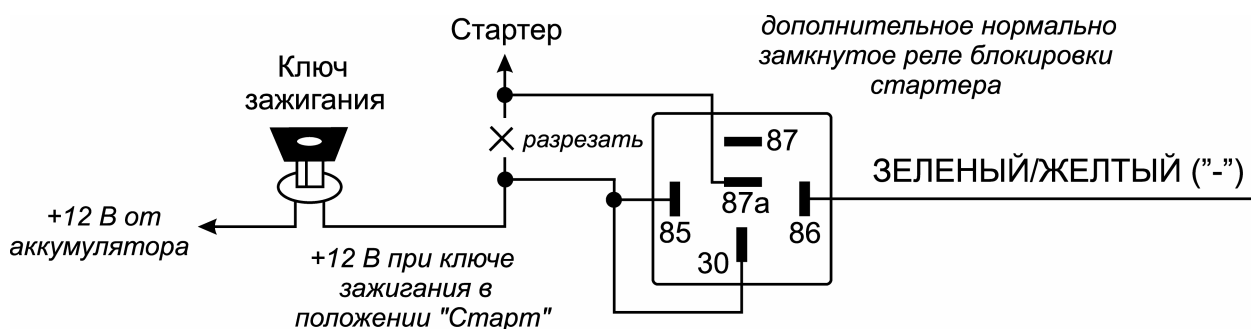 Стартер
дополнительное нормально
замкнутое реле блокировки
стартера
Ключ
зажигания
разрезать
87
87а
85
86
30
ЗЕЛЕНЫЙ/ЖЕЛТЫЙ ("-")
+12 В от
аккумулятора
+12 В при ключе
зажигания в
положении "Старт"